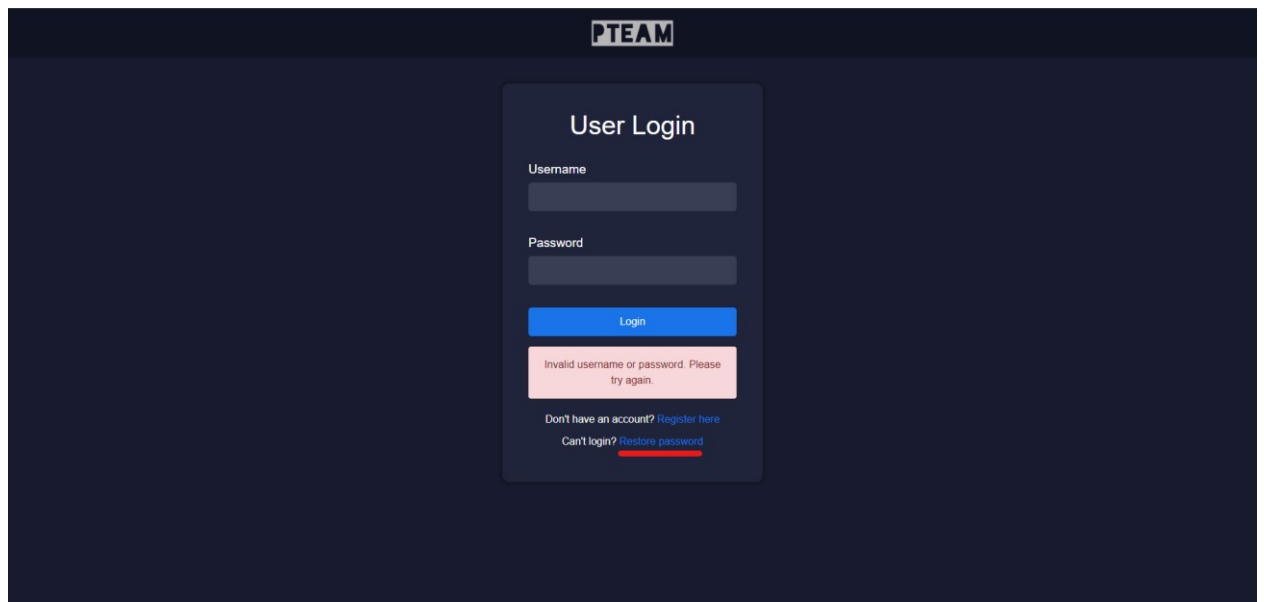 PTEAM
User Login
Username
Password
Login
Invalid username or password. Please
try again.
Don't have an account? Register here
Can't login? Restore password